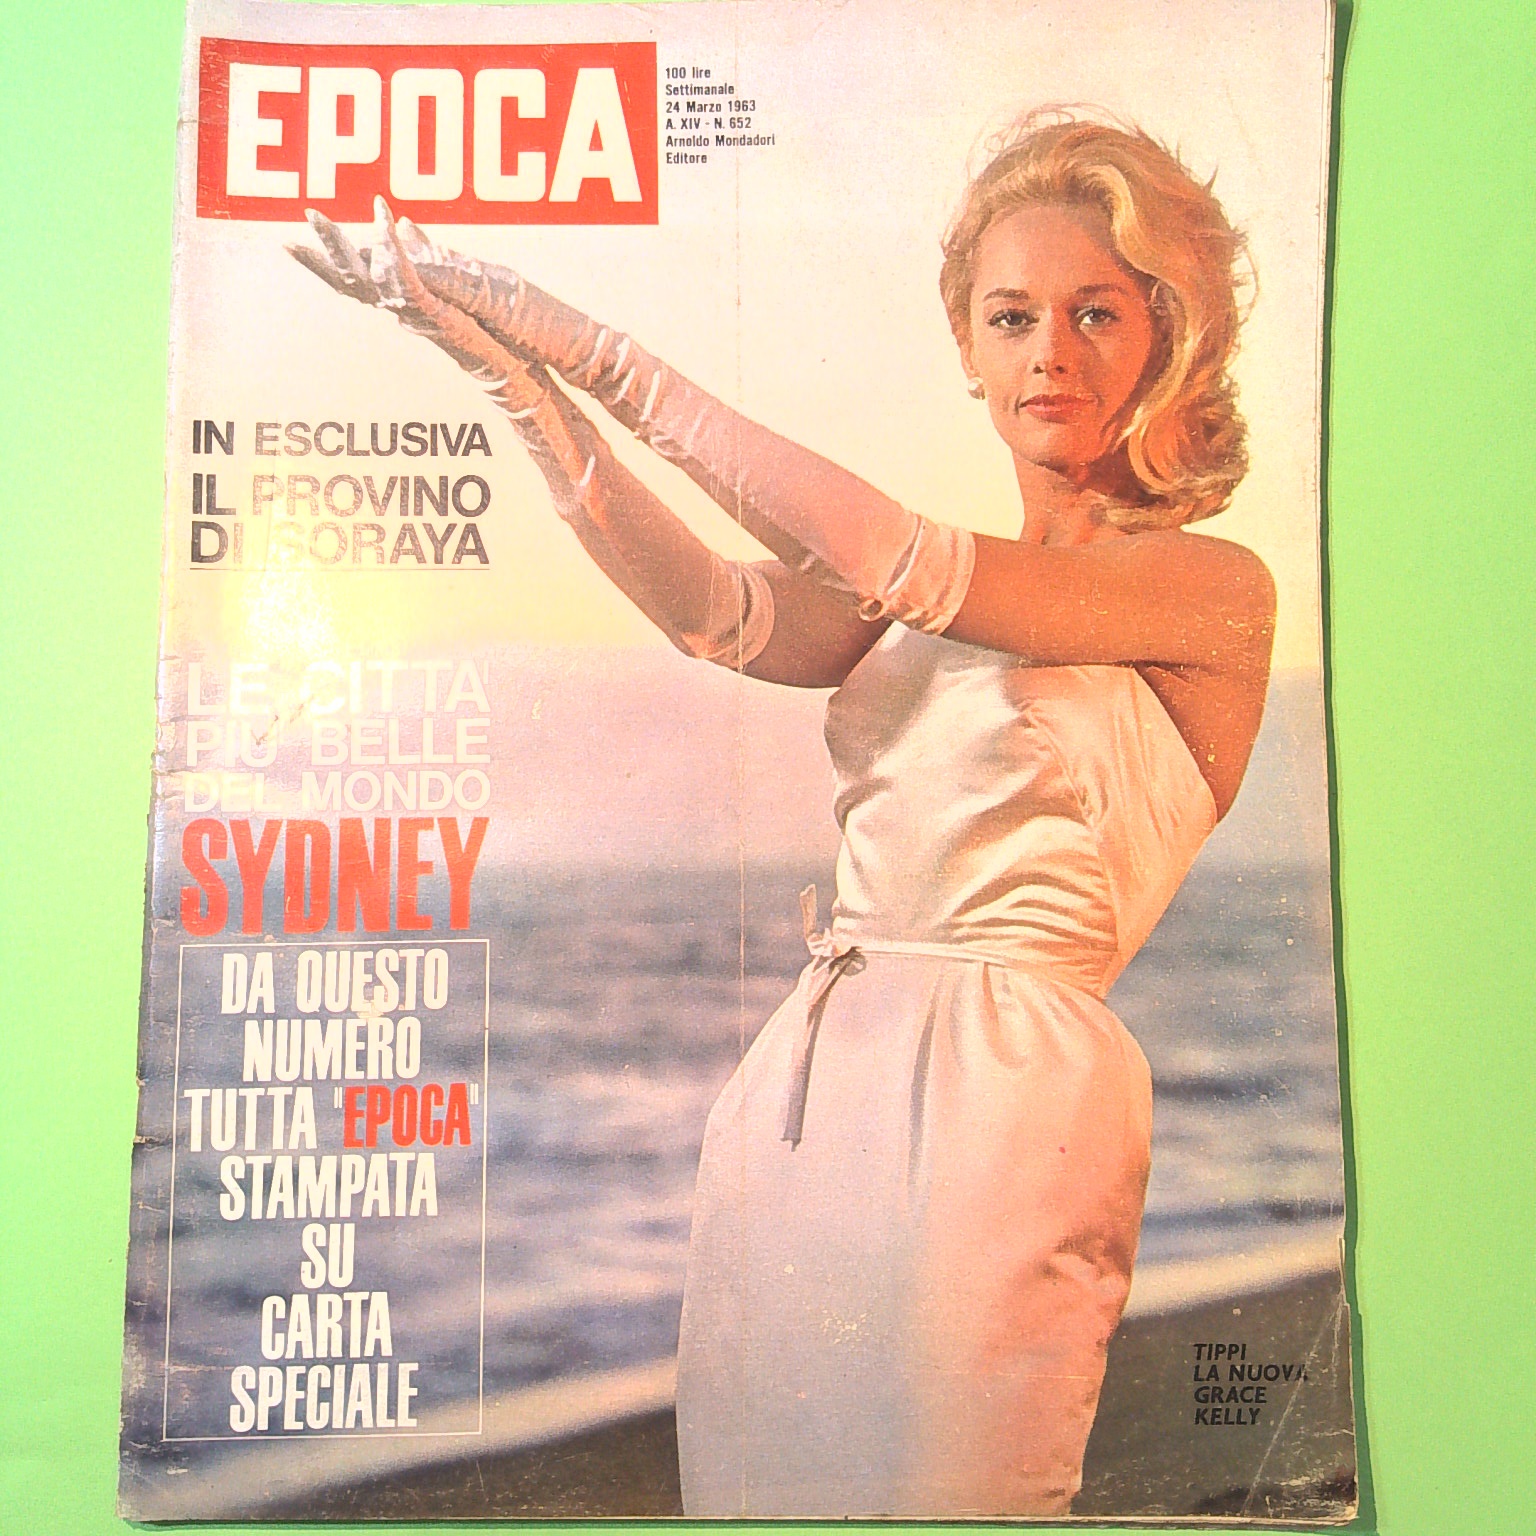 EPOCA
100 lire
Settimanale
24 Marzo 1963
A. XIV - N. 652
Arnoldo Mondadori
Editore
IN ESCLUSIVA
IL PROVINO
DI SORAYA
LE CITTA'
PIU' BELLE
DEL MONDO
SYDNEY
DA QUESTO
NUMERO
TUTTA "EPOCA"
STAMPATA
SU
CARTA
SPECIALE
TIPPI
LA NUOVA
GRACE
KELLY